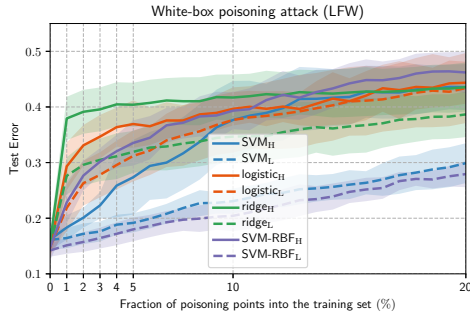 White-box poisoning attack (LFW)
0.5
0.4
0.3
0.2
0.1
Test Error
SVM_H
SVM_L
logistic_H
logistic_L
ridge_H
ridge_L
SVM-RBF_H
SVM-RBF_L
0 1 2 3 4 5 10 20
Fraction of poisoning points into the training set (%)